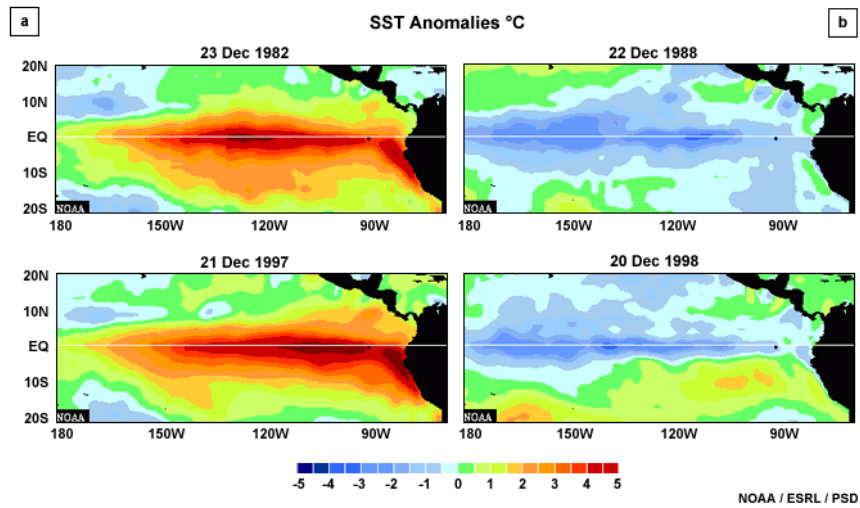 a SST Anomalies °C b
23 Dec 1982 22 Dec 1988
20N
10N
EQ
10S
20S
NOAA NOAA
180 150W 120W 90W 180 150W 120W 90W
21 Dec 1997 20 Dec 1998
20N
10N
EQ
10S
20S
NOAA NOAA
180 150W 120W 90W 180 150W 120W 90W
-5 -4 -3 -2 -1 0 1 2 3 4 5
NOAA / ESRL / PSD